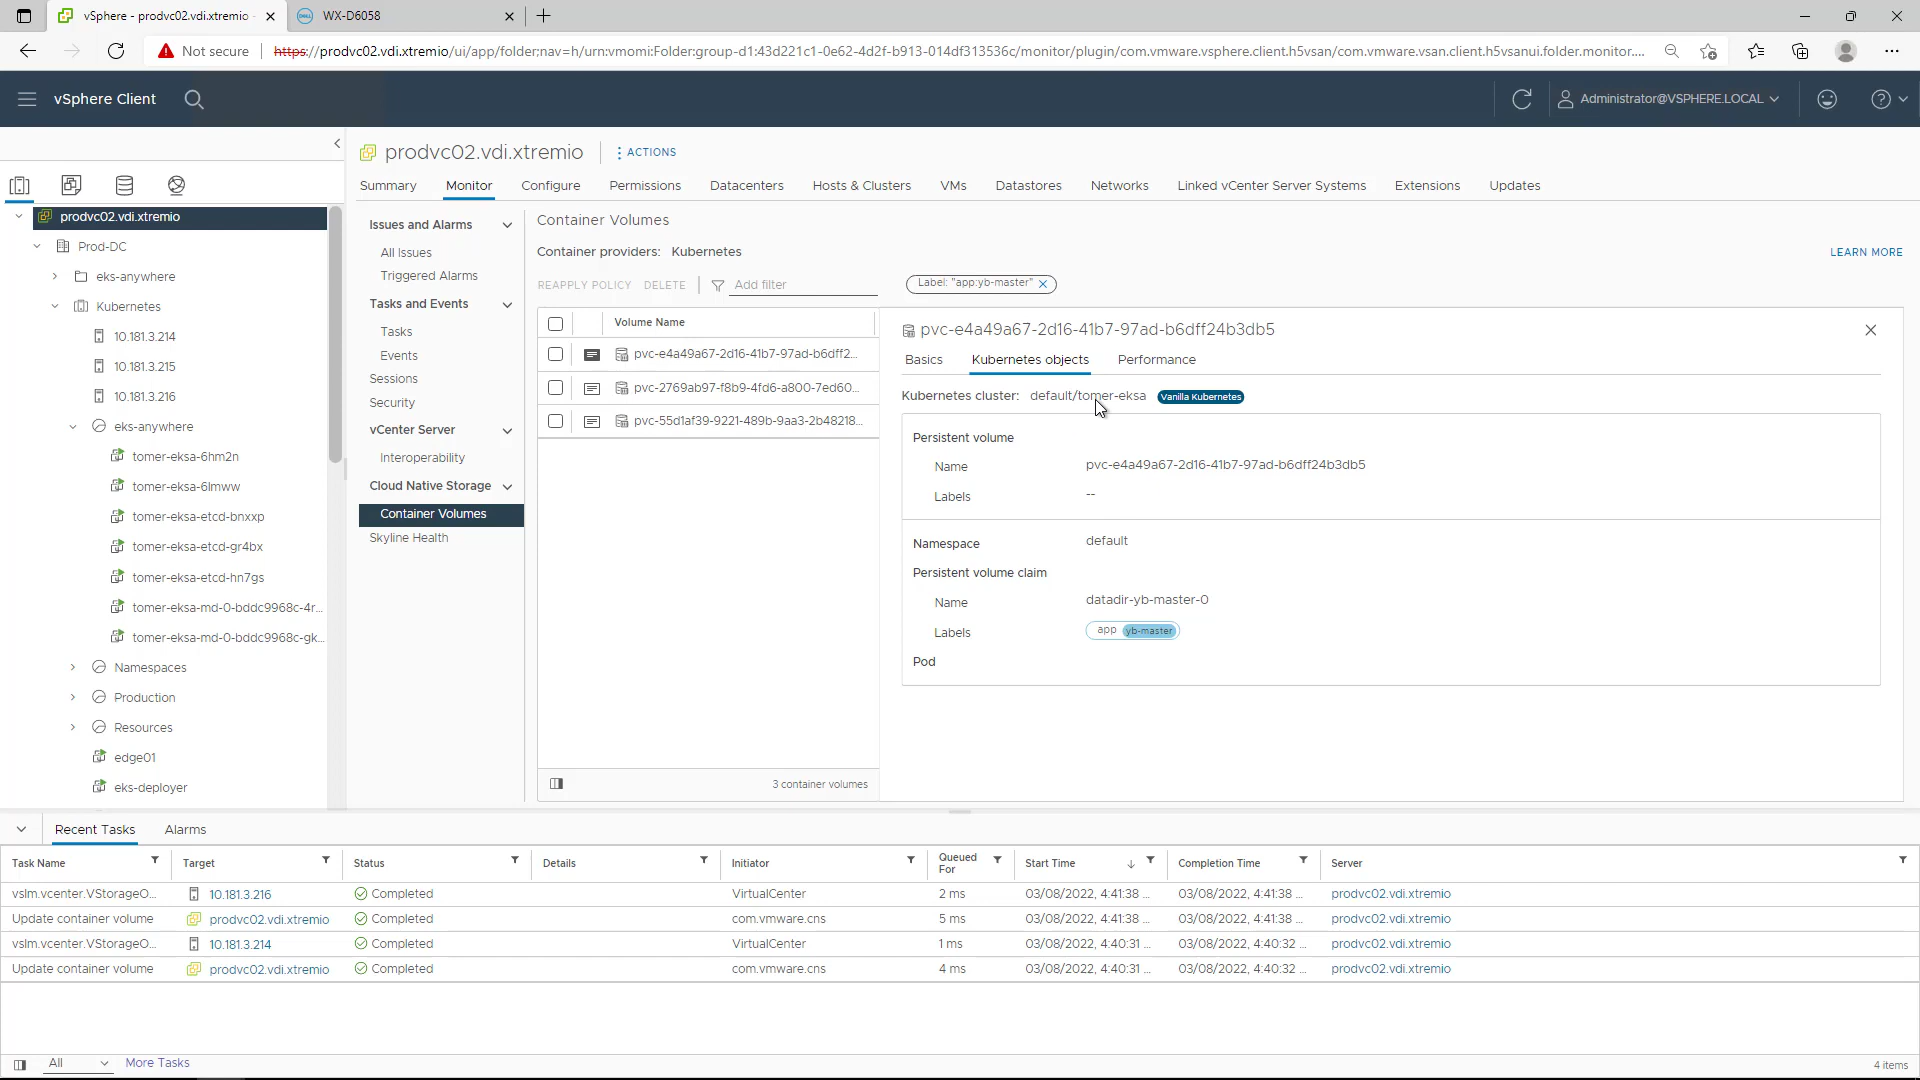 vSphere - prodvc02.vdi.xtremio -
WX-D6058
Not secure
https://prodvc02.vdi.xtremio/ui/app/folder;nav=h/urn:vmomi:Folder:group-d1:43d221c1-0e62-4d2f-b913-014df313536c/monitor/plugin/com.vmware.vsphere.client.h5vsan/com.vmware.vsan.client.h5vsanui.folder.monitor....
vSphere Client
Administrator@VSPHERE.LOCAL
prodvc02.vdi.xtremio
Prod-DC
eks-anywhere
Kubernetes
10.181.3.214
10.181.3.215
10.181.3.216
eks-anywhere
tomer-eksa-6hm2n
tomer-eksa-6lmww
tomer-eksa-etcd-bnxxp
tomer-eksa-etcd-gr4bx
tomer-eksa-etcd-hn7gs
tomer-eksa-md-0-bddc9968c-4r...
tomer-eksa-md-0-bddc9968c-gk...
Namespaces
Production
Resources
edge01
eks-deployer
prodvc02.vdi.xtremio
ACTIONS
Summary
Monitor
Configure
Permissions
Datacenters
Hosts & Clusters
VMs
Datastores
Networks
Linked vCenter Server Systems
Extensions
Updates
Issues and Alarms
All Issues
Triggered Alarms
Tasks and Events
Tasks
Events
Sessions
Security
vCenter Server
Interoperability
Cloud Native Storage
Container Volumes
Skyline Health
Container Volumes
Container providers: Kubernetes
LEARN MORE
REAPPLY POLICY DELETE
Add filter
Label: "app:yb-master"
Volume Name
pvc-e4a49a67-2d16-41b7-97ad-b6dff2...
pvc-2769ab97-f8b9-4fd6-a800-7ed60...
pvc-55d1af39-9221-489b-9aa3-2b48218...
3 container volumes
pvc-e4a49a67-2d16-41b7-97ad-b6dff24b3db5
Basics
Kubernetes objects
Performance
Kubernetes cluster: default/tomer-eksa Vanilla Kubernetes
Persistent volume
Name pvc-e4a49a67-2d16-41b7-97ad-b6dff24b3db5
Labels --
Namespace default
Persistent volume claim
Name datadir-yb-master-0
Labels app yb-master
Pod
Recent Tasks
Alarms
Task Name Target Status Details Initiator Queued For Start Time Completion Time Server
vslm.vcenter.VStorageO... 10.181.3.216 Completed VirtualCenter 2 ms 03/08/2022, 4:41:38 ... 03/08/2022, 4:41:38 ... prodvc02.vdi.xtremio
Update container volume prodvc02.vdi.xtremio Completed com.vmware.cns 5 ms 03/08/2022, 4:41:38 ... 03/08/2022, 4:41:38 ... prodvc02.vdi.xtremio
vslm.vcenter.VStorageO... 10.181.3.214 Completed VirtualCenter 1 ms 03/08/2022, 4:40:31 ... 03/08/2022, 4:40:32 ... prodvc02.vdi.xtremio
Update container volume prodvc02.vdi.xtremio Completed com.vmware.cns 4 ms 03/08/2022, 4:40:31 ... 03/08/2022, 4:40:32 ... prodvc02.vdi.xtremio
All
More Tasks
4 items